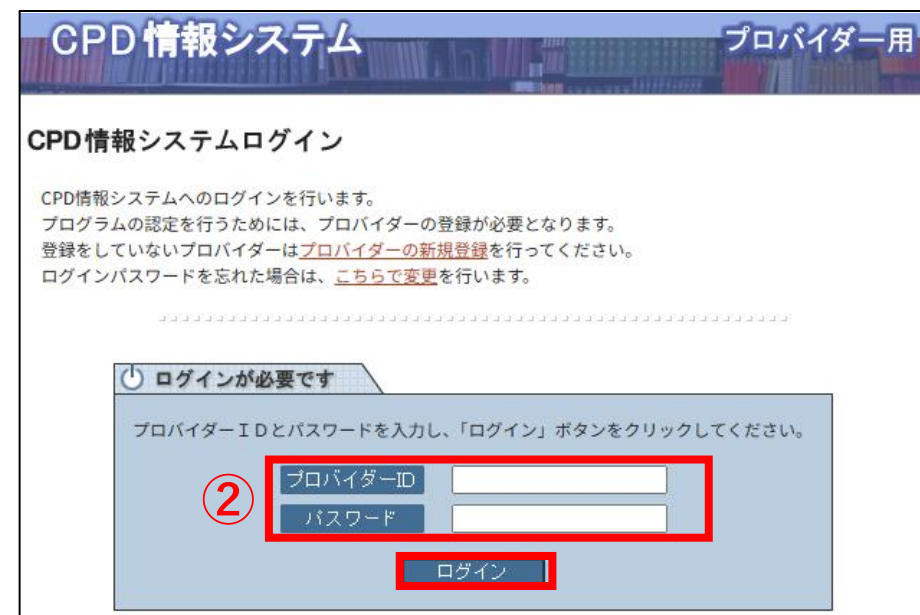 CPD情報システム
プロバイダー用
CPD情報システムログイン
CPD情報システムへのログインを行います。
プログラムの認定を行うためには、プロバイダーの登録が必要となります。
登録をしていないプロバイダーはプロバイダーの新規登録を行ってください。
ログインパスワードを忘れた場合は、こちらで変更を行います。
ログインが必要です
プロバイダーＩＤとパスワードを入力し、「ログイン」ボタンをクリックしてください。
②
プロバイダーID
パスワード
ログイン